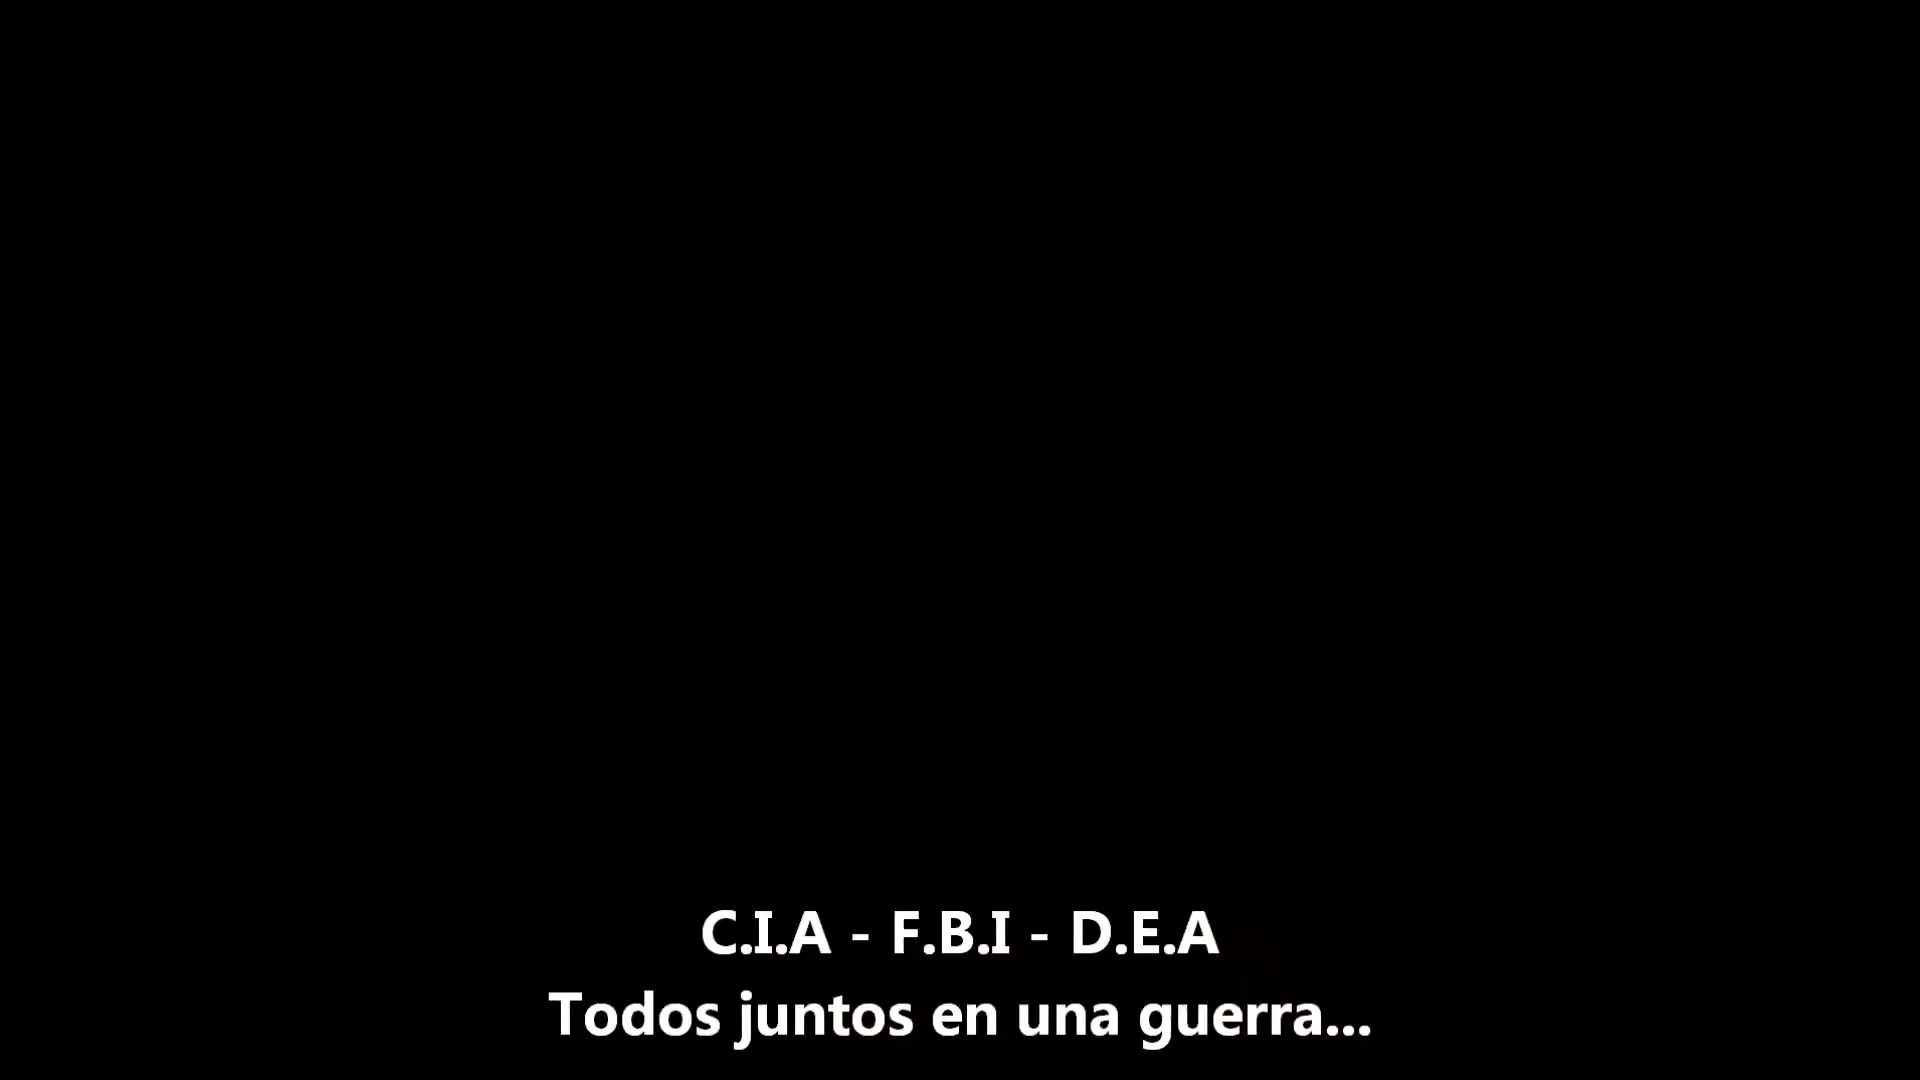 C.I.A - F.B.I - D.E.A
Todos juntos en una guerra...